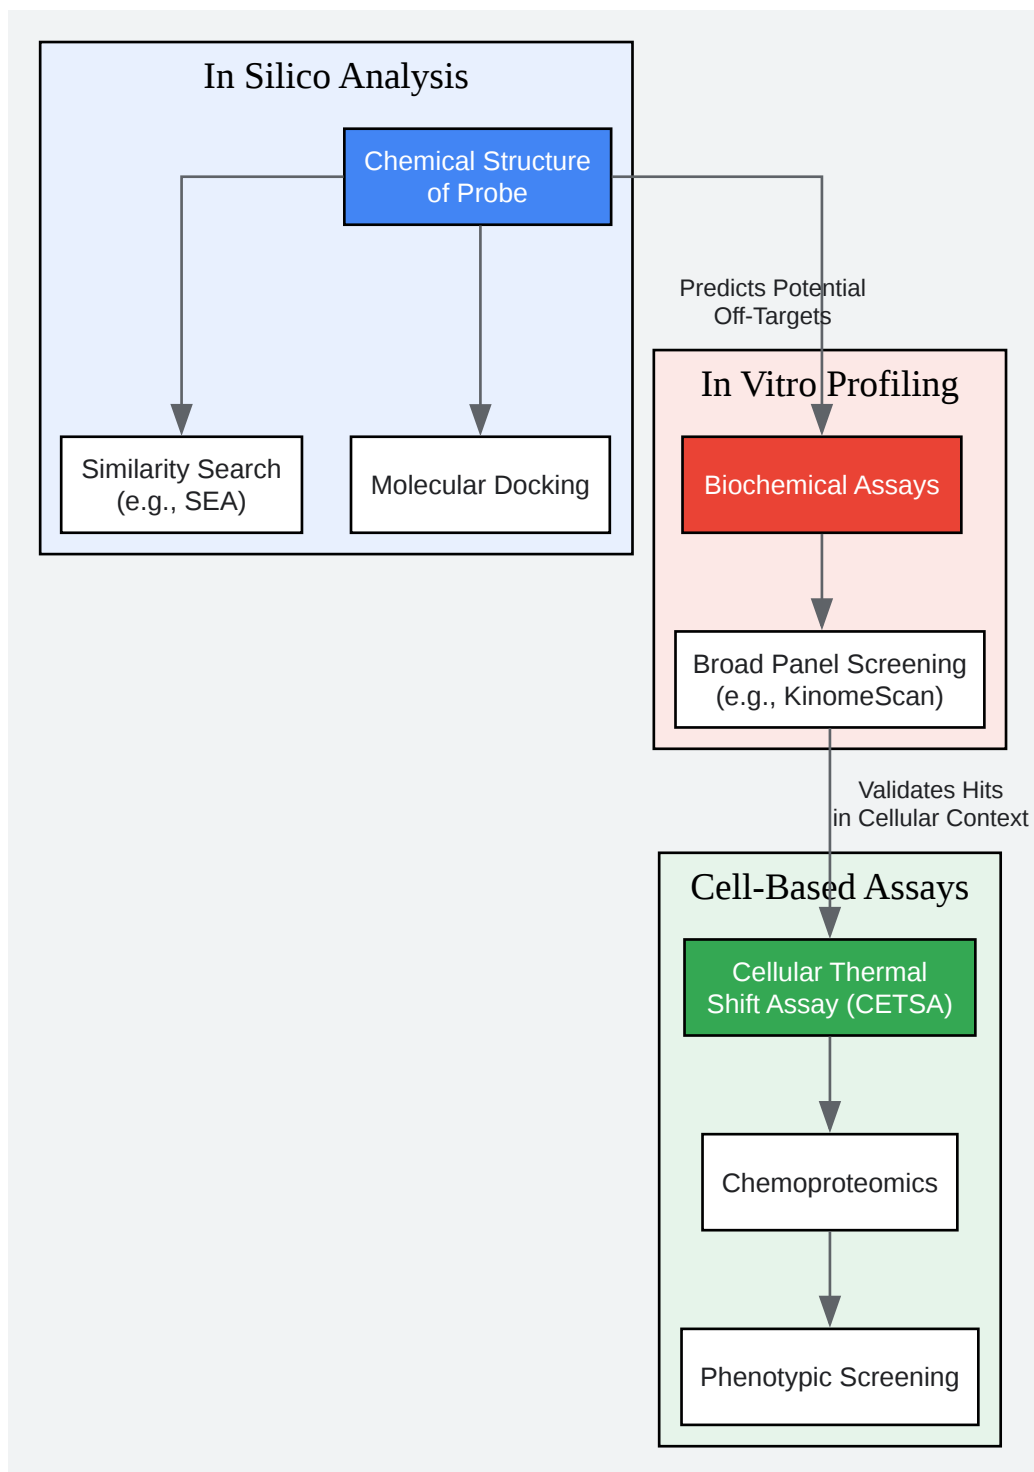 In Silico Analysis
Chemical Structure
of Probe
Predicts Potential
Off-Targets
In Vitro Profiling
Similarity Search
(e.g., SEA)
Molecular Docking
Biochemical Assays
Broad Panel Screening
(e.g., KinomeScan)
Validates Hits
in Cellular Context
Cell-Based Assays
Cellular Thermal
Shift Assay (CETSA)
Chemoproteomics
Phenotypic Screening